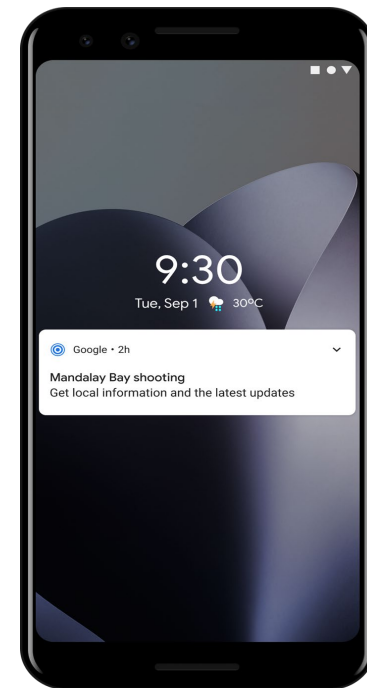 9:30
Tue, Sep 1 30°C
Google • 2h
Mandalay Bay shooting
Get local information and the latest updates